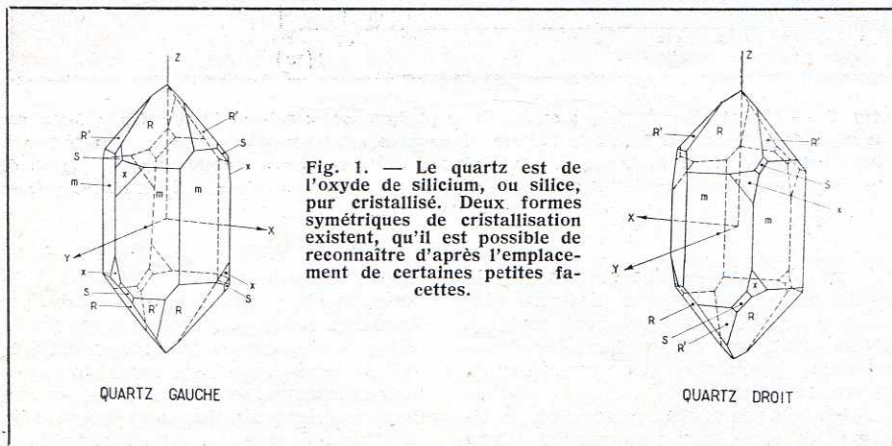 Z
R'
R
R'
S
S
x
x
m
m
m
X
Y
x
S
R
R'
R
x
S
QUARTZ GAUCHE
Fig. 1. — Le quartz est de
l'oxyde de silicium, ou silice,
pur cristallisé. Deux formes
symétriques de cristallisation
existent, qu'il est possible de
reconnaître d'après l'emplace-
ment de certaines petites fa-
cettes.
Z
R'
R
R'
S
x
X
m
m
Y
x
R
S
R'
R
QUARTZ DROIT